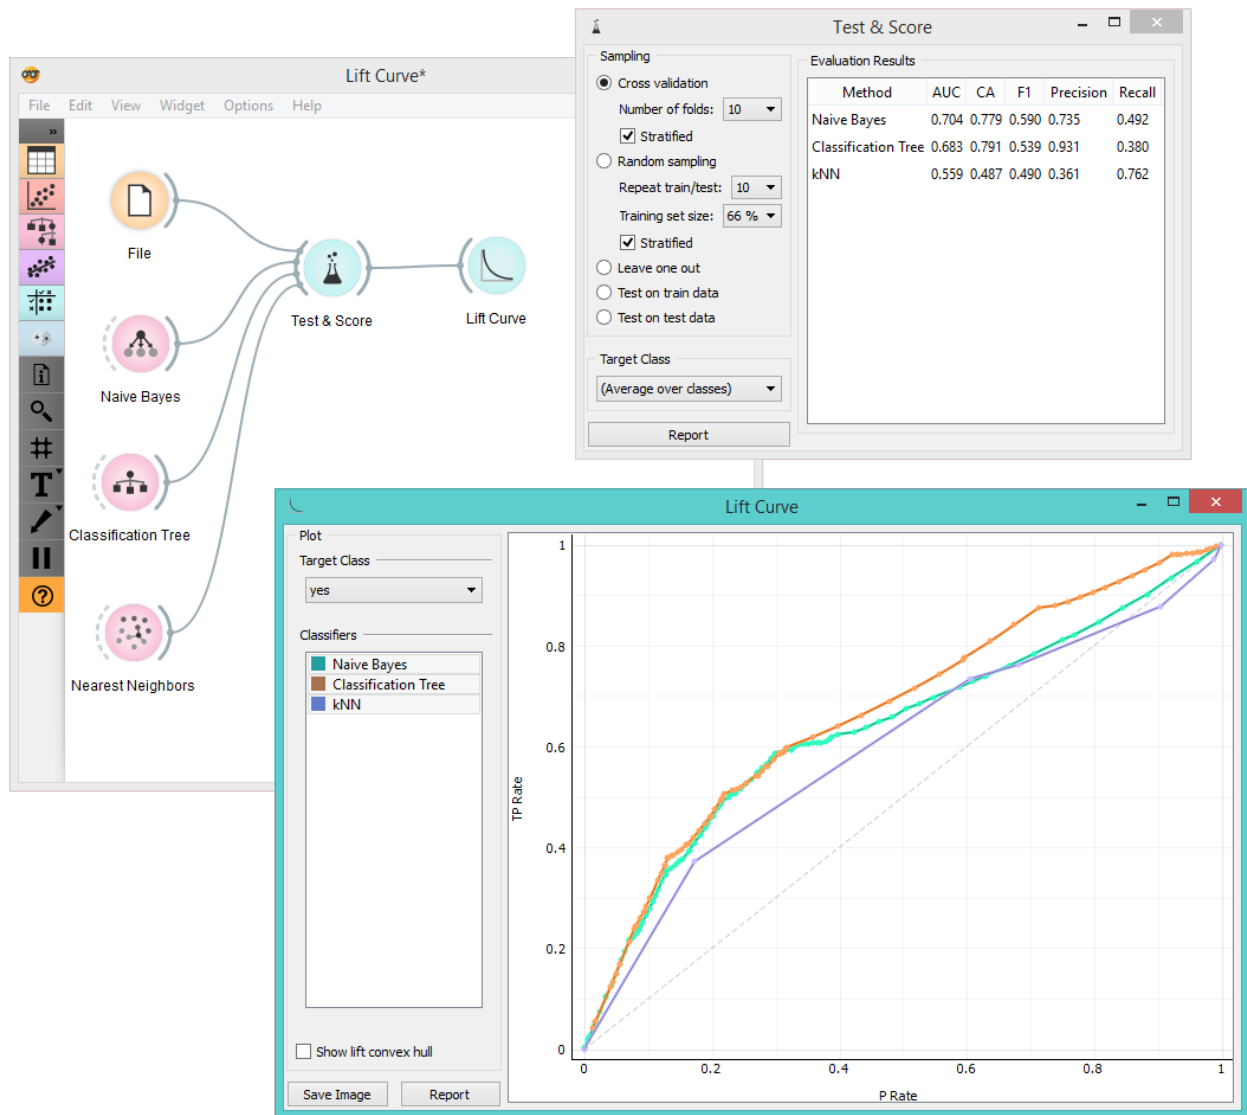 Lift Curve*
File Edit View Widget Options Help
»
File
Naive Bayes
Classification Tree
Nearest Neighbors
Test & Score
Lift Curve
T
?
Test & Score
Sampling
Cross validation
Number of folds: 10
Stratified
Random sampling
Repeat train/test: 10
Training set size: 66 %
Stratified
Leave one out
Test on train data
Test on test data
Target Class
(Average over classes)
Report
Evaluation Results
Method AUC CA F1 Precision Recall
Naive Bayes 0.704 0.779 0.590 0.735 0.492
Classification Tree 0.683 0.791 0.539 0.931 0.380
kNN 0.559 0.487 0.490 0.361 0.762
Lift Curve
Plot
Target Class
yes
Classifiers
Naive Bayes
Classification Tree
kNN
Show lift convex hull
Save Image Report
1
0.8
0.6
0.4
0.2
0
TP Rate
0 0.2 0.4 0.6 0.8 1
P Rate